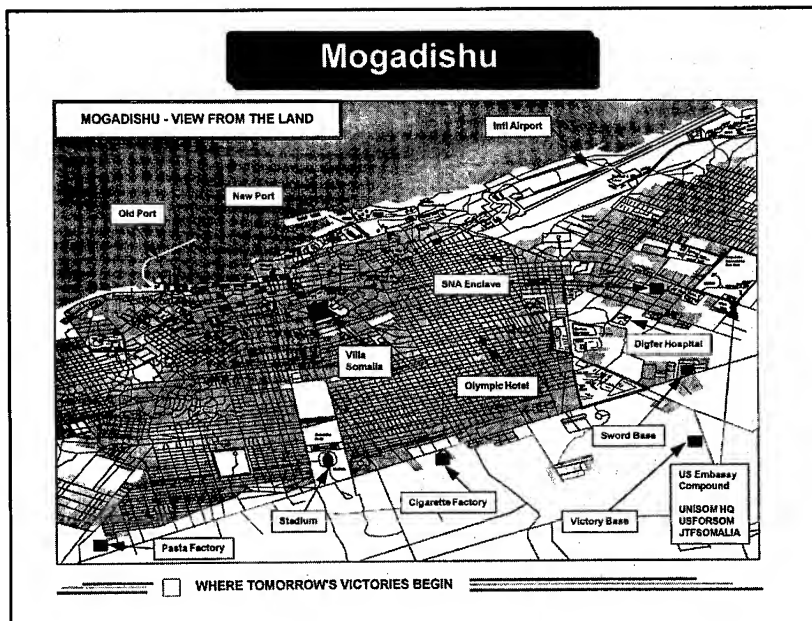 Mogadishu
MOGADISHU - VIEW FROM THE LAND
Intl Airport
New Port
Old Port
SNA Enclave
Villa
Somalia
Digfer Hospital
Olympic Hotel
Sword Base
US Embassy
Compound
UNISOM HQ
USFORSOM
JTFSOMALIA
Cigarette Factory
Victory Base
Stadium
Pasta Factory
WHERE TOMORROW'S VICTORIES BEGIN